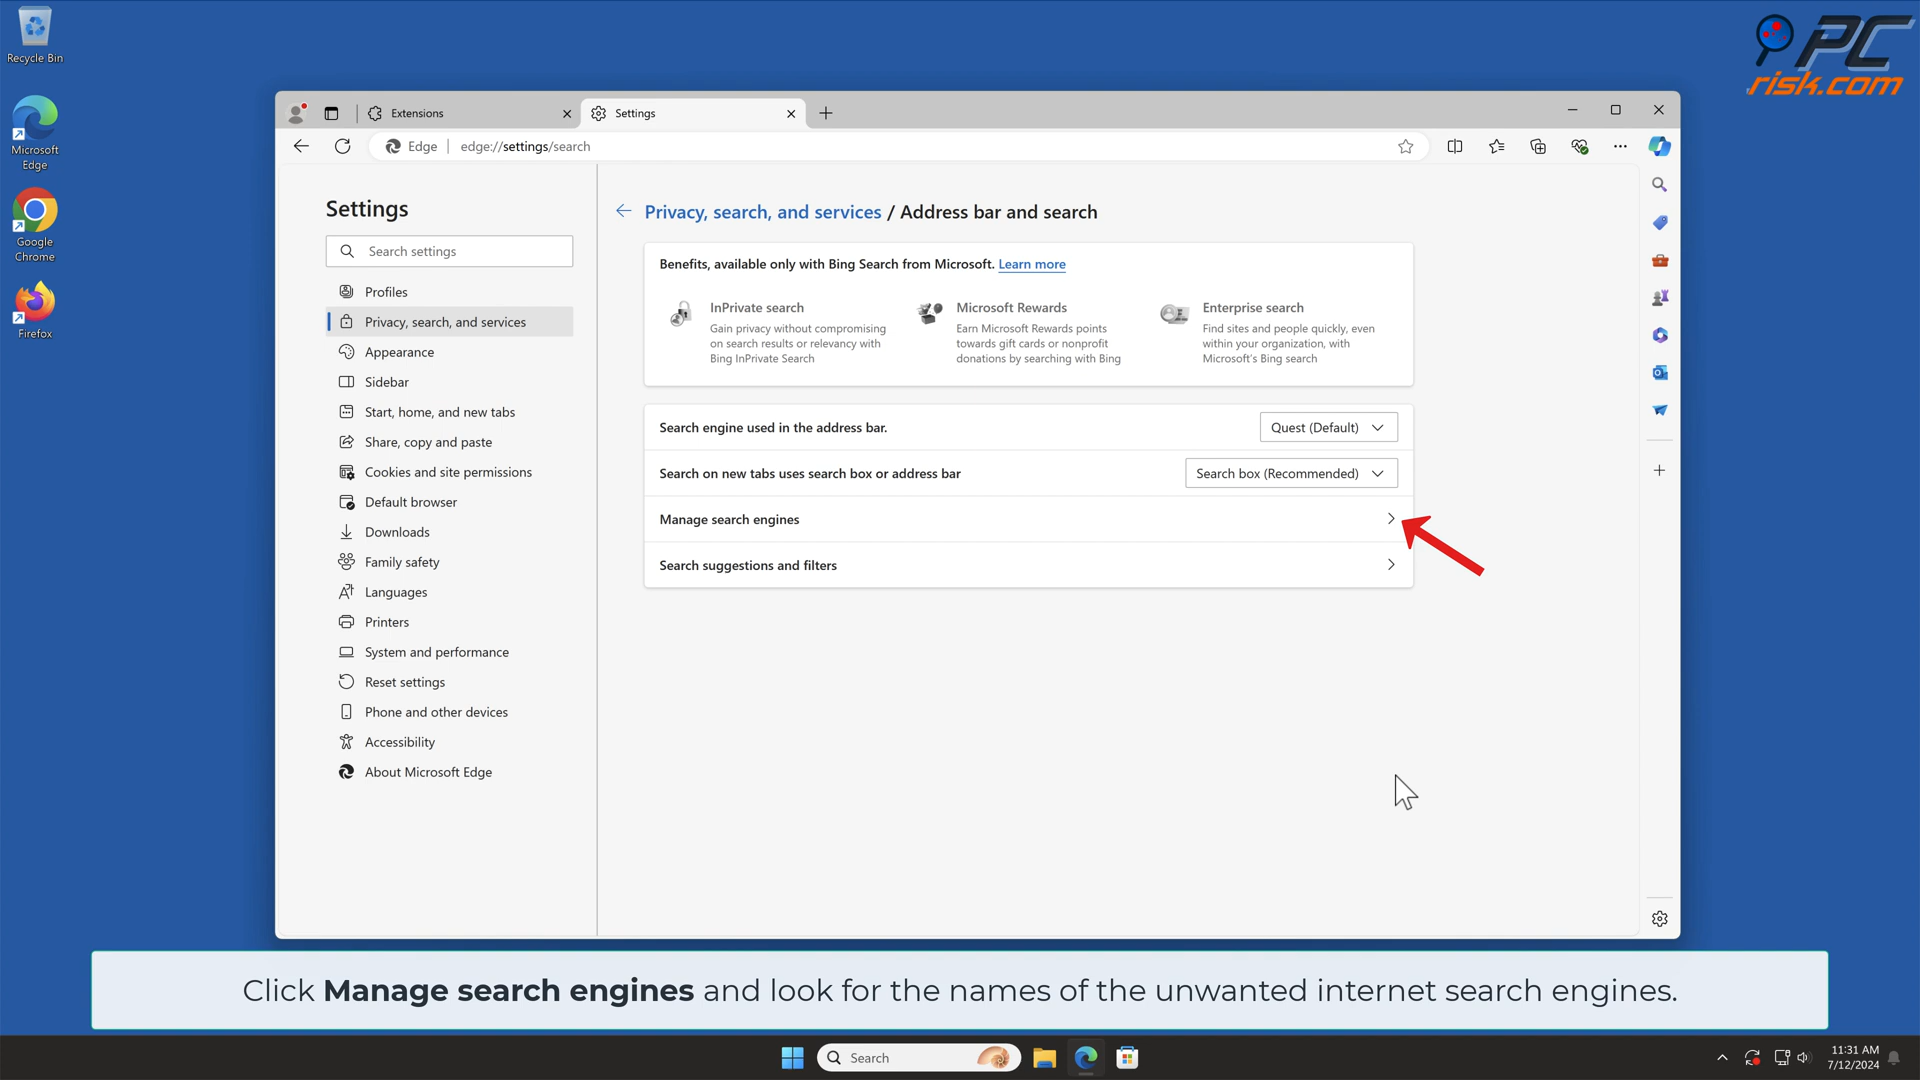 Recycle Bin
Microsoft
Edge
Google
Chrome
Firefox
PC
risk.com
Extensions
Settings
Edge
edge://settings/search
Settings
Search settings
Profiles
Privacy, search, and services
Appearance
Sidebar
Start, home, and new tabs
Share, copy and paste
Cookies and site permissions
Default browser
Downloads
Family safety
Languages
Printers
System and performance
Reset settings
Phone and other devices
Accessibility
About Microsoft Edge
Privacy, search, and services / Address bar and search
Benefits, available only with Bing Search from Microsoft. Learn more
InPrivate search
Gain privacy without compromising
on search results or relevancy with
Bing InPrivate Search
Microsoft Rewards
Earn Microsoft Rewards points
towards gift cards or nonprofit
donations by searching with Bing
Enterprise search
Find sites and people quickly, even
within your organization, with
Microsoft's Bing search
Search engine used in the address bar.
Quest (Default)
Search on new tabs uses search box or address bar
Search box (Recommended)
Manage search engines
Search suggestions and filters
Click Manage search engines and look for the names of the unwanted internet search engines.
Search
11:31 AM
7/12/2024